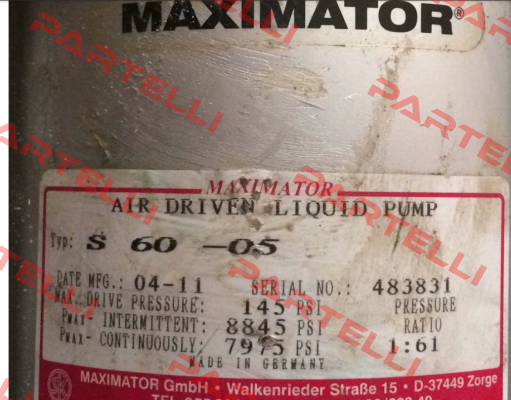 MAXIMATOR®
MAXIMATOR
AIR DRIVEN LIQUID PUMP
Typ: S 60 -05
DATE MFG.: 04-11 SERIAL NO.: 483831
MAX. DRIVE PRESSURE: 145 PSI PRESSURE
Pmax- INTERMITTENT: 8845 PSI RATIO
Pmax- CONTINUOUSLY: 7975 PSI 1:61
MADE IN GERMANY
MAXIMATOR GmbH · Walkenrieder Straße 15 · D-37449 Zorge
PARTELLI
PARTELLI
PARTELLI
PARTELLI
PARTELLI